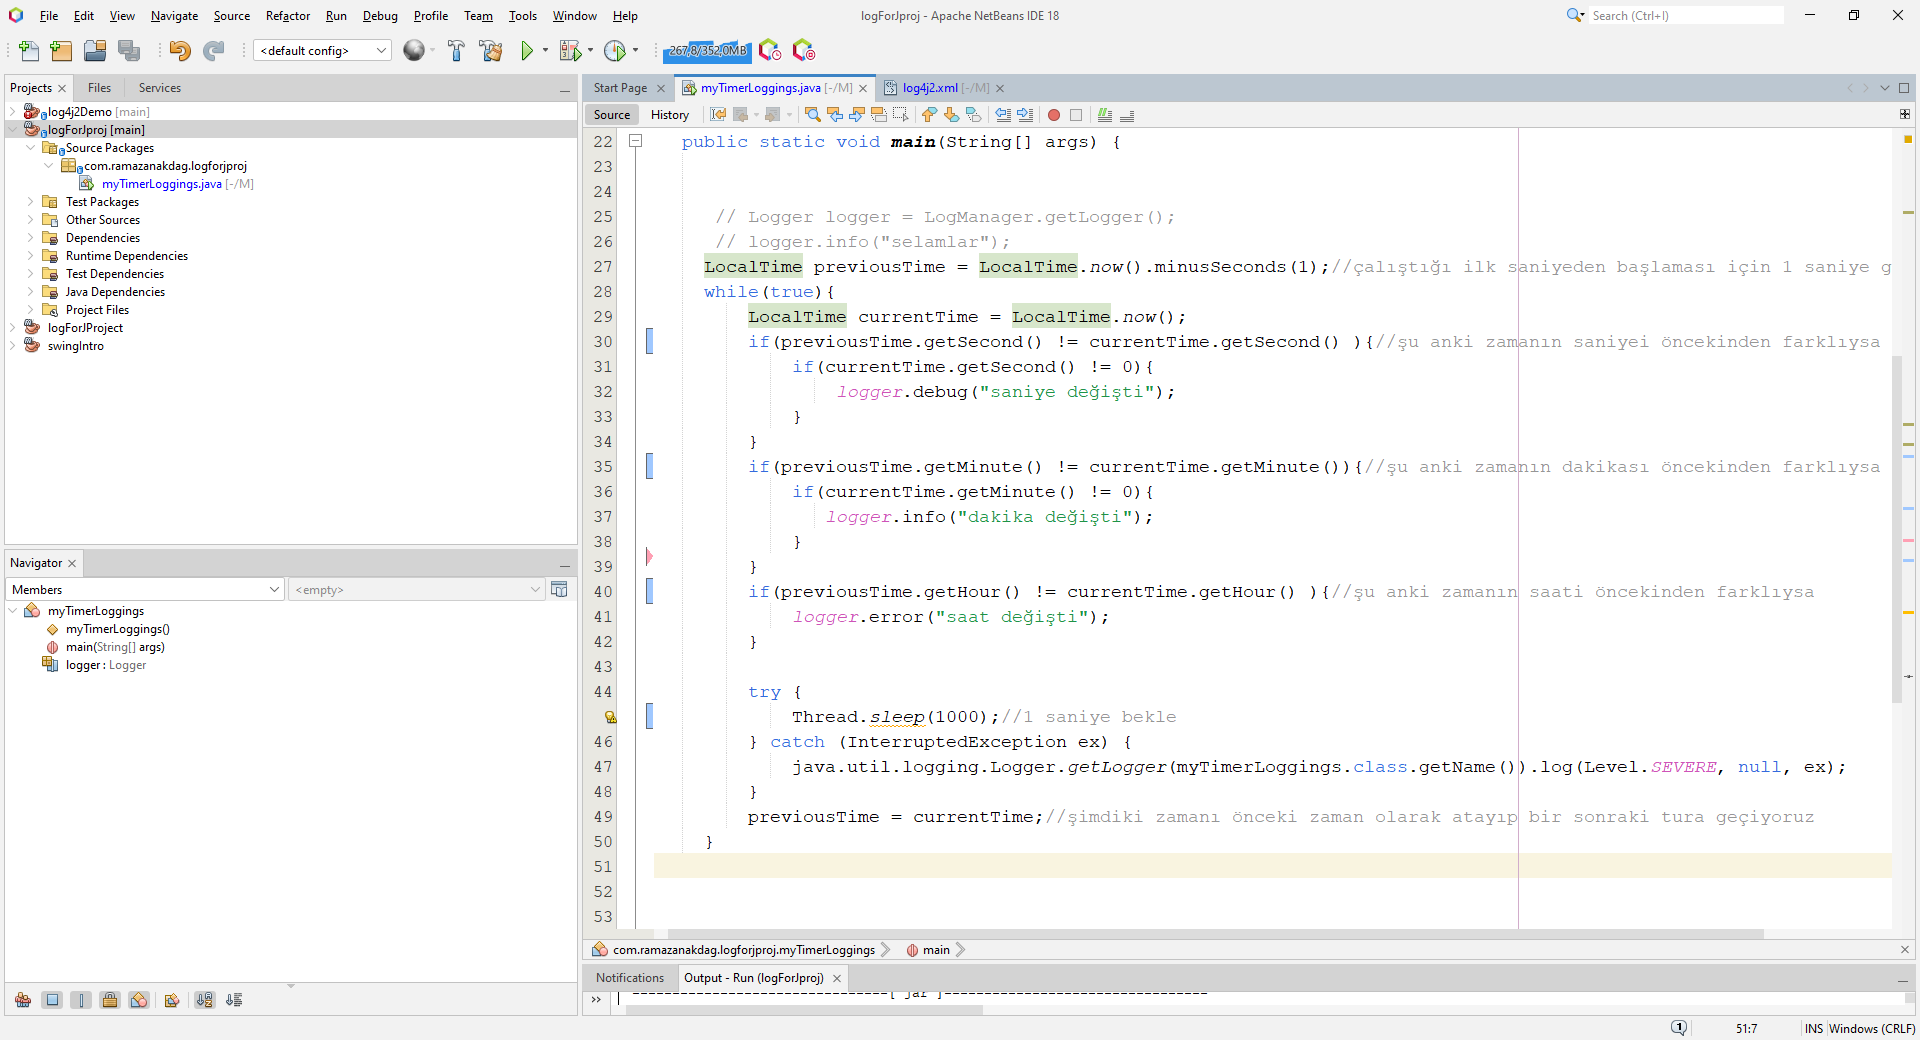 File Edit View Navigate Source Refactor Run Debug Profile Team Tools Window Help
logForJproj - Apache NetBeans IDE 18
Search (Ctrl+I)
<default config>
267,8/352,0MB
Projects Files Services
log4j2Demo [main]
logForJproj [main]
Source Packages
com.ramazanakdag.logforjproj
myTimerLoggings.java [-/M]
Test Packages
Other Sources
Dependencies
Runtime Dependencies
Test Dependencies
Java Dependencies
Project Files
logForJProject
swingIntro
Navigator
Members
<empty>
myTimerLoggings
myTimerLoggings()
main(String[] args)
logger : Logger
Start Page myTimerLoggings.java [-/M] log4j2.xml [-/M]
Source History
22 public static void main(String[] args) {
23
24
25 // Logger logger = LogManager.getLogger();
26 // logger.info("selamlar");
27 LocalTime previousTime = LocalTime.now().minusSeconds(1);//çalıştığı ilk saniyeden başlaması için 1 saniye g
28 while(true){
29 LocalTime currentTime = LocalTime.now();
30 if(previousTime.getSecond() != currentTime.getSecond() ){//şu anki zamanın saniyei öncekinden farklıysa
31 if(currentTime.getSecond() != 0){
32 logger.debug("saniye değişti");
33 }
34 }
35 if(previousTime.getMinute() != currentTime.getMinute()){//şu anki zamanın dakikası öncekinden farklıysa
36 if(currentTime.getMinute() != 0){
37 logger.info("dakika değişti");
38 }
39 }
40 if(previousTime.getHour() != currentTime.getHour() ){//şu anki zamanın saati öncekinden farklıysa
41 logger.error("saat değişti");
42 }
43
44 try {
Thread.sleep(1000);//1 saniye bekle
46 } catch (InterruptedException ex) {
47 java.util.logging.Logger.getLogger(myTimerLoggings.class.getName()).log(Level.SEVERE, null, ex);
48 }
49 previousTime = currentTime;//şimdiki zamanı önceki zaman olarak atayıp bir sonraki tura geçiyoruz
50 }
51
52
53
com.ramazanakdag.logforjproj.myTimerLoggings main
Notifications Output - Run (logForJproj)
--------------------------------[ jar ]---------------------------------
1 51:7 INS Windows (CRLF)